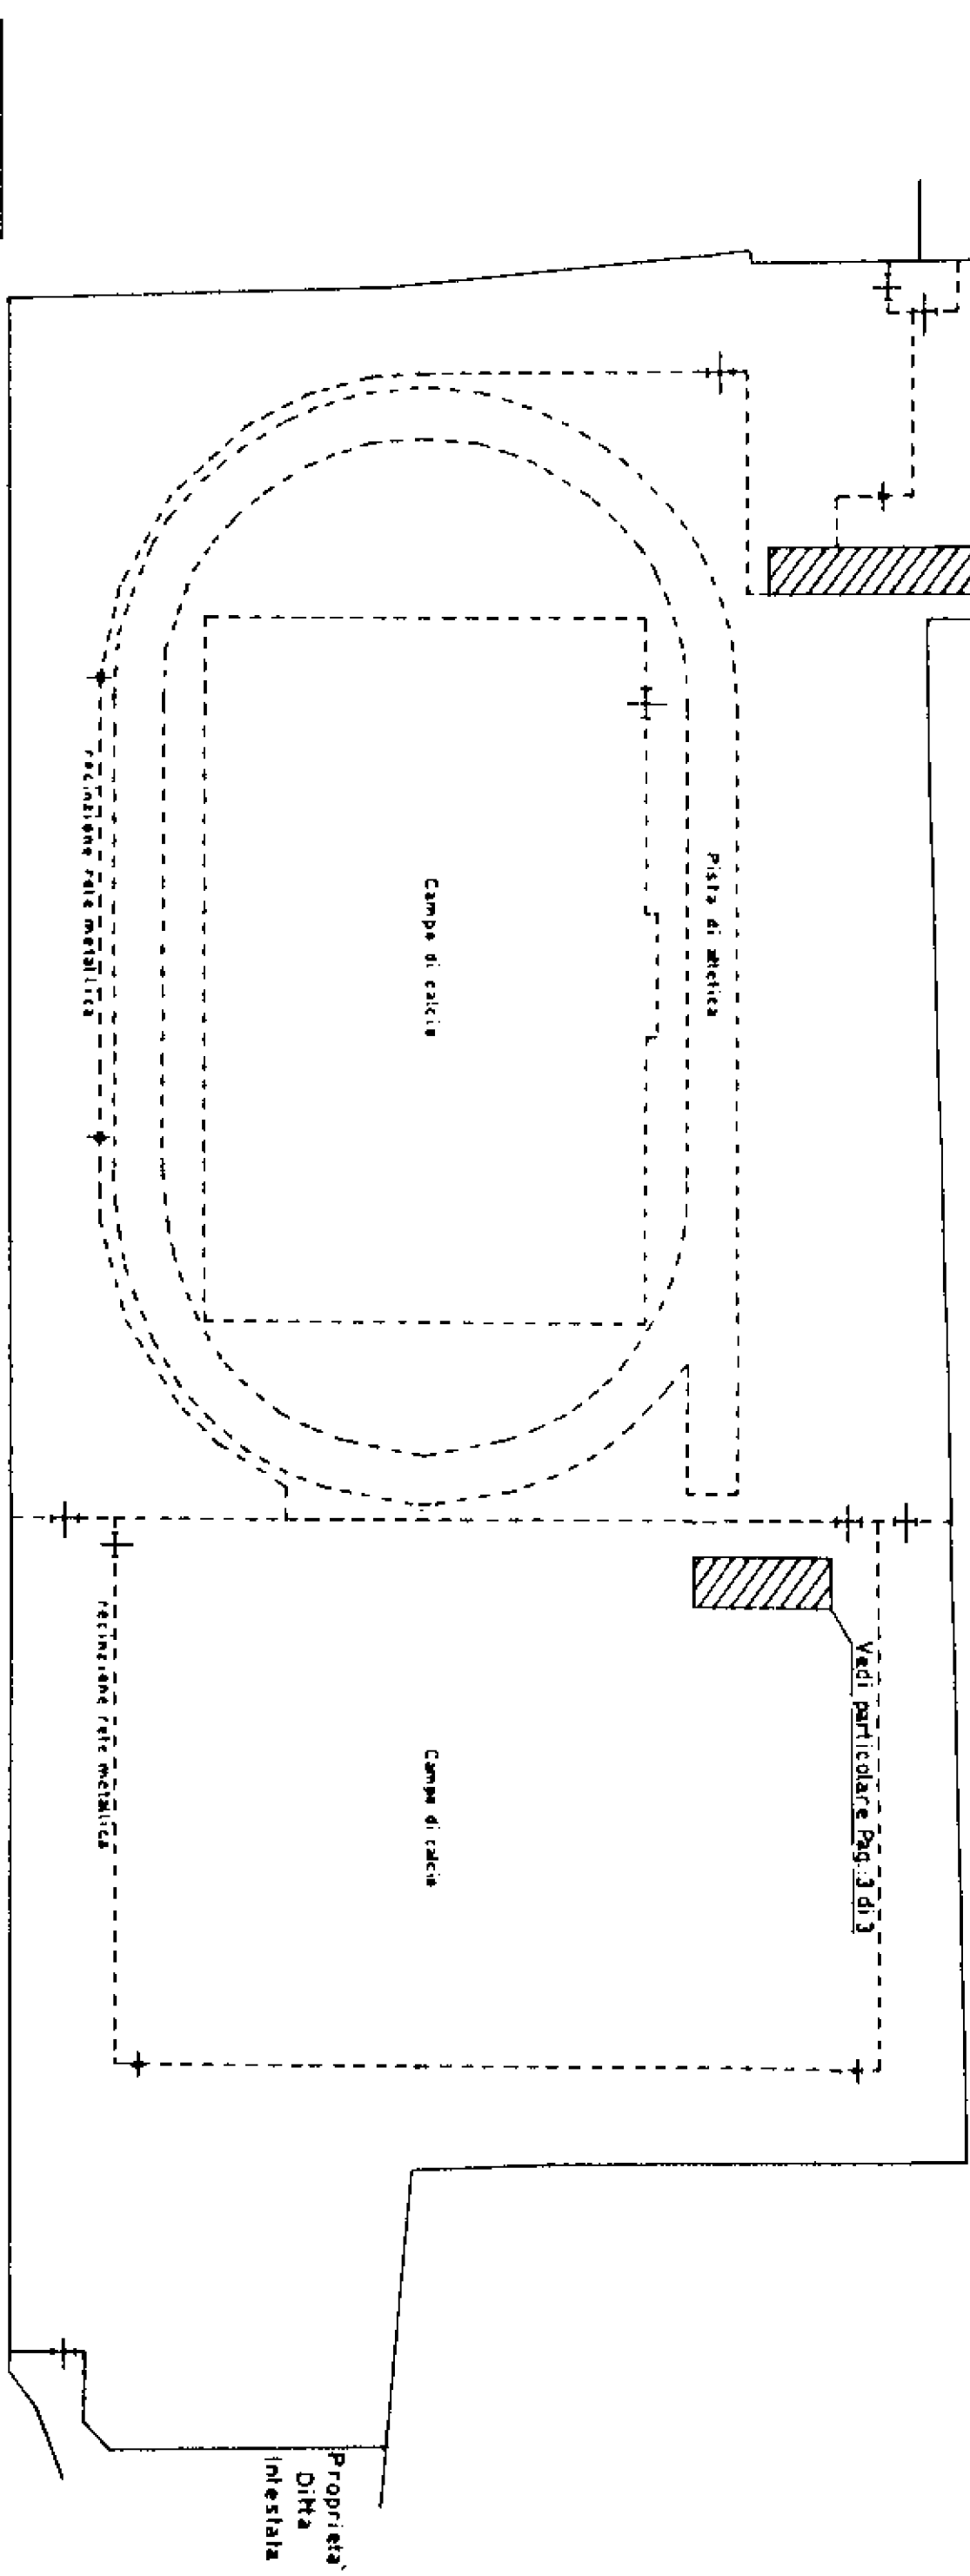 Pista di atletica
Campo di calcio
recinzione rete metallica
Vedi particolare Pag. 3 di 3
Campo di calcio
recinzione rete metallica
Proprieta'
Ditta
intestata